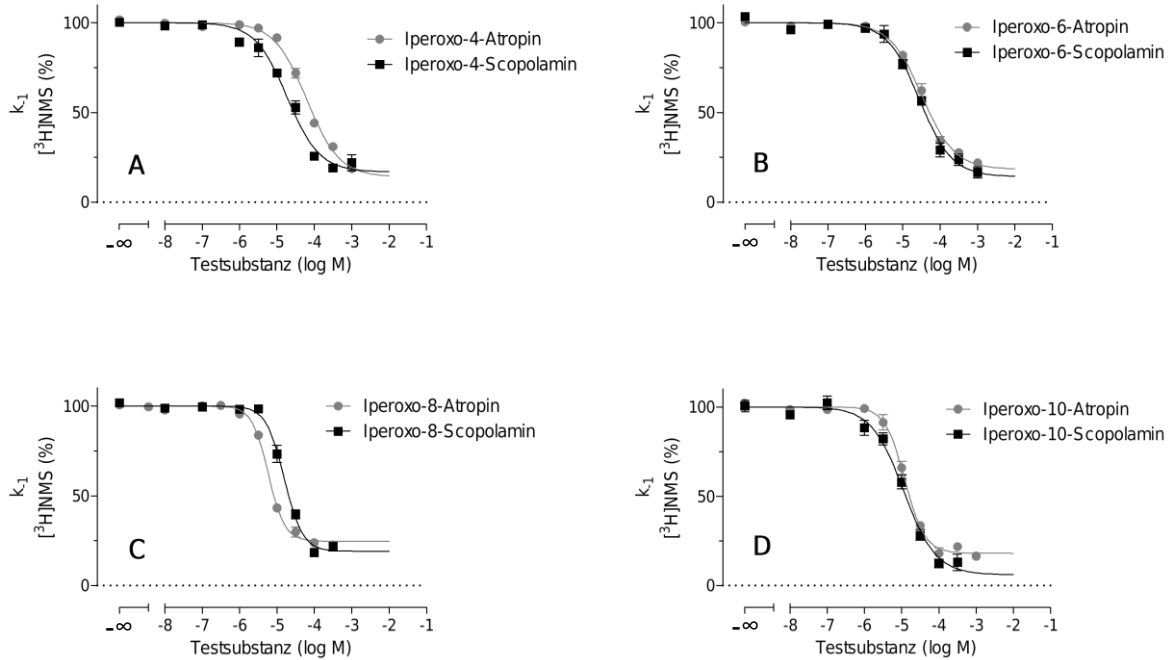 Iperoxo-4-Atropin
Iperoxo-4-Scopolamin
k-1
[³H]NMS (%)
100
50
0
A
-∞ -8 -7 -6 -5 -4 -3 -2 -1
Testsubstanz (log M)
Iperoxo-6-Atropin
Iperoxo-6-Scopolamin
k-1
[³H]NMS (%)
100
50
0
B
-∞ -8 -7 -6 -5 -4 -3 -2 -1
Testsubstanz (log M)
Iperoxo-8-Atropin
Iperoxo-8-Scopolamin
k-1
[³H]NMS (%)
100
50
0
C
-∞ -8 -7 -6 -5 -4 -3 -2 -1
Testsubstanz (log M)
Iperoxo-10-Atropin
Iperoxo-10-Scopolamin
k-1
[³H]NMS (%)
100
50
0
D
-∞ -8 -7 -6 -5 -4 -3 -2 -1
Testsubstanz (log M)